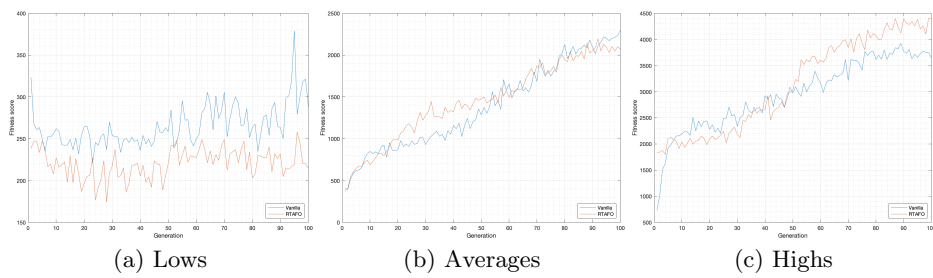 400
350
300
250
200
150
0 10 20 30 40 50 60 70 80 90 100
Fitness score
Generation
Vanilla
RTAFO
(a) Lows
2500
2000
1500
1000
500
0
0 10 20 30 40 50 60 70 80 90 100
Fitness score
Generation
Vanilla
RTAFO
(b) Averages
4500
4000
3500
3000
2500
2000
1500
1000
500
0 10 20 30 40 50 60 70 80 90 100
Fitness score
Generation
Vanilla
RTAFO
(c) Highs